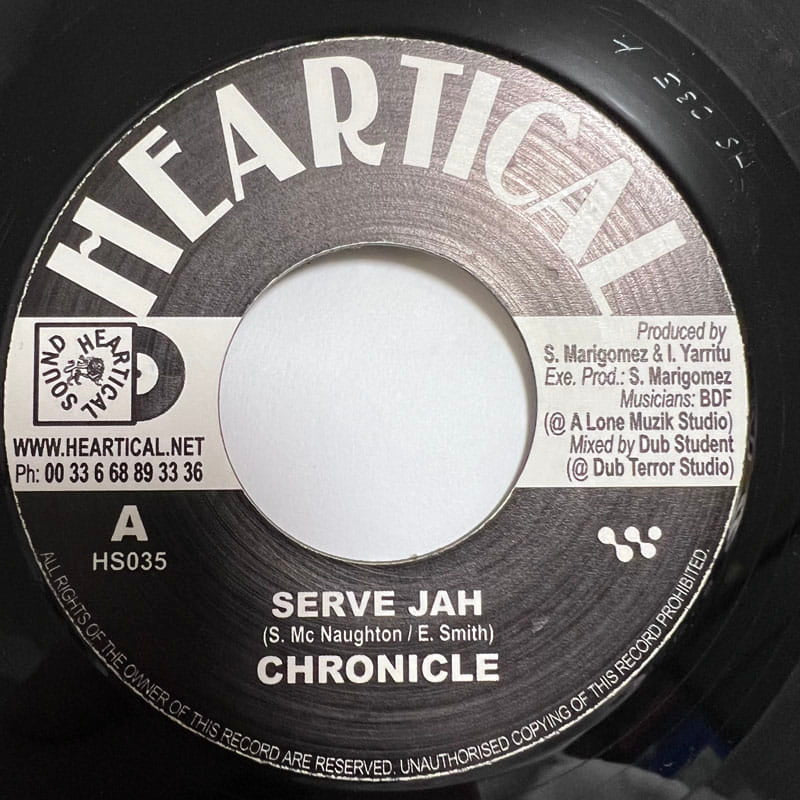 HEARTICAL
HEARTICAL SOUND
WWW.HEARTICAL.NET
Ph: 00 33 6 68 89 33 36
Produced by
S. Marigomez & I. Yarritu
Exe. Prod.: S. Marigomez
Musicians: BDF
(@ A Lone Muzik Studio)
Mixed by Dub Student
(@ Dub Terror Studio)
A
HS035
SERVE JAH
(S. Mc Naughton / E. Smith)
CHRONICLE
ALL RIGHTS OF THE OWNER OF THIS RECORD ARE RESERVED. UNAUTHORISED COPYING OF THIS RECORD PROHIBITED.